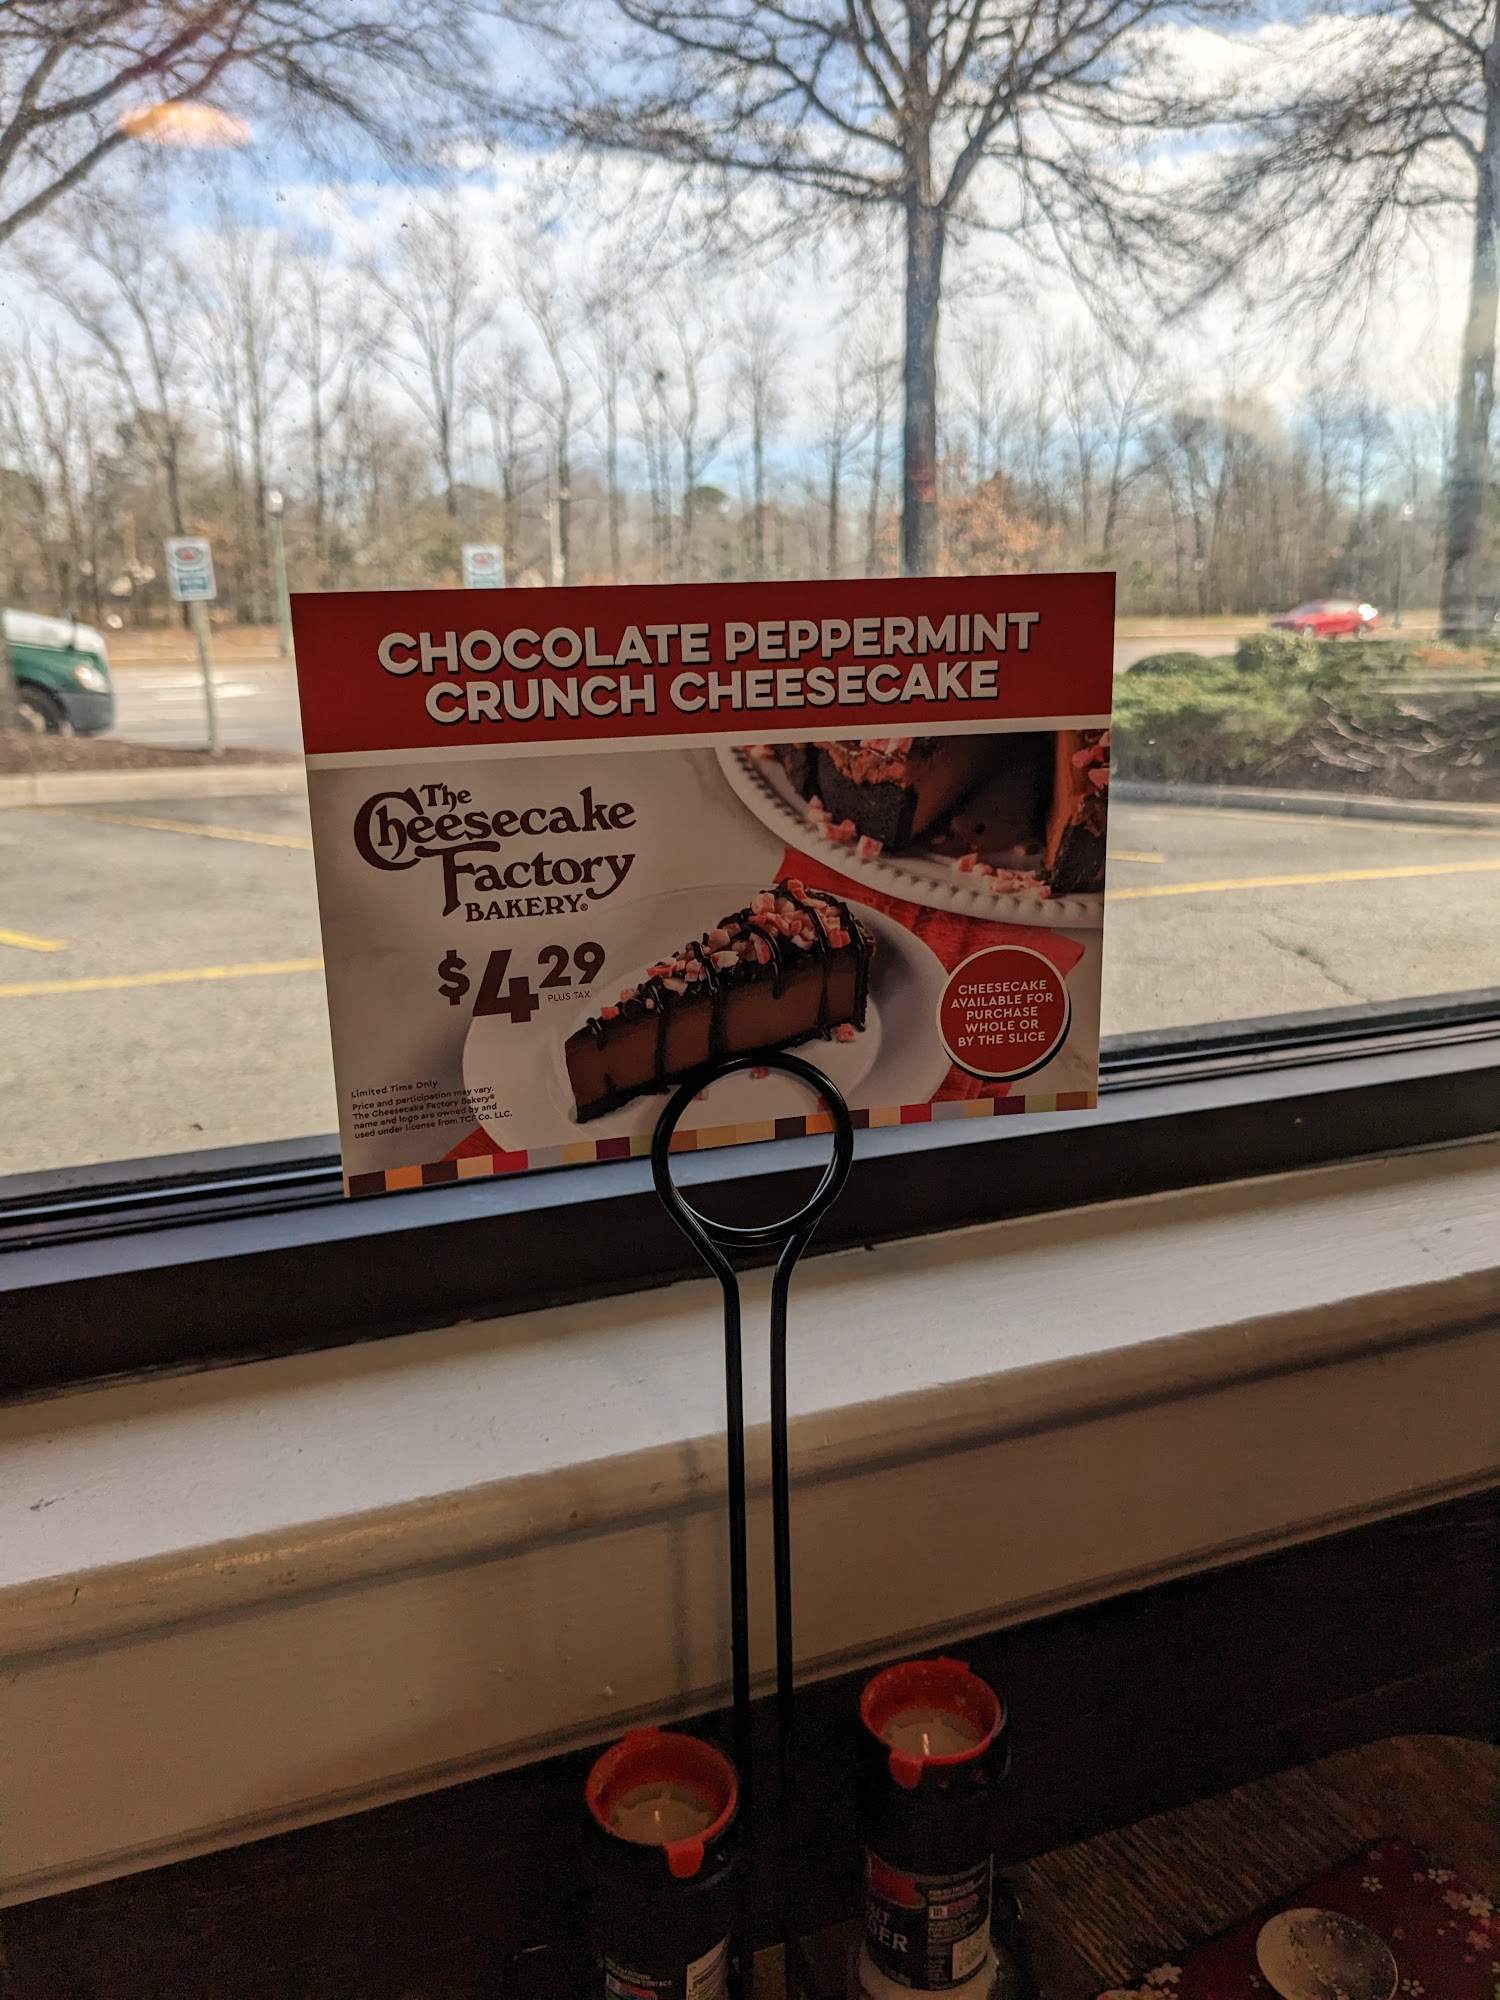 CHOCOLATE PEPPERMINT
CRUNCH CHEESECAKE
The
Cheesecake
Factory
BAKERY®
$4.29
PLUS TAX
CHEESECAKE
AVAILABLE FOR
PURCHASE
WHOLE OR
BY THE SLICE
Limited Time Only
Price and participation may vary.
The Cheesecake Factory Bakery®
name and logo are owned by and
used under license from TCF Co. LLC.